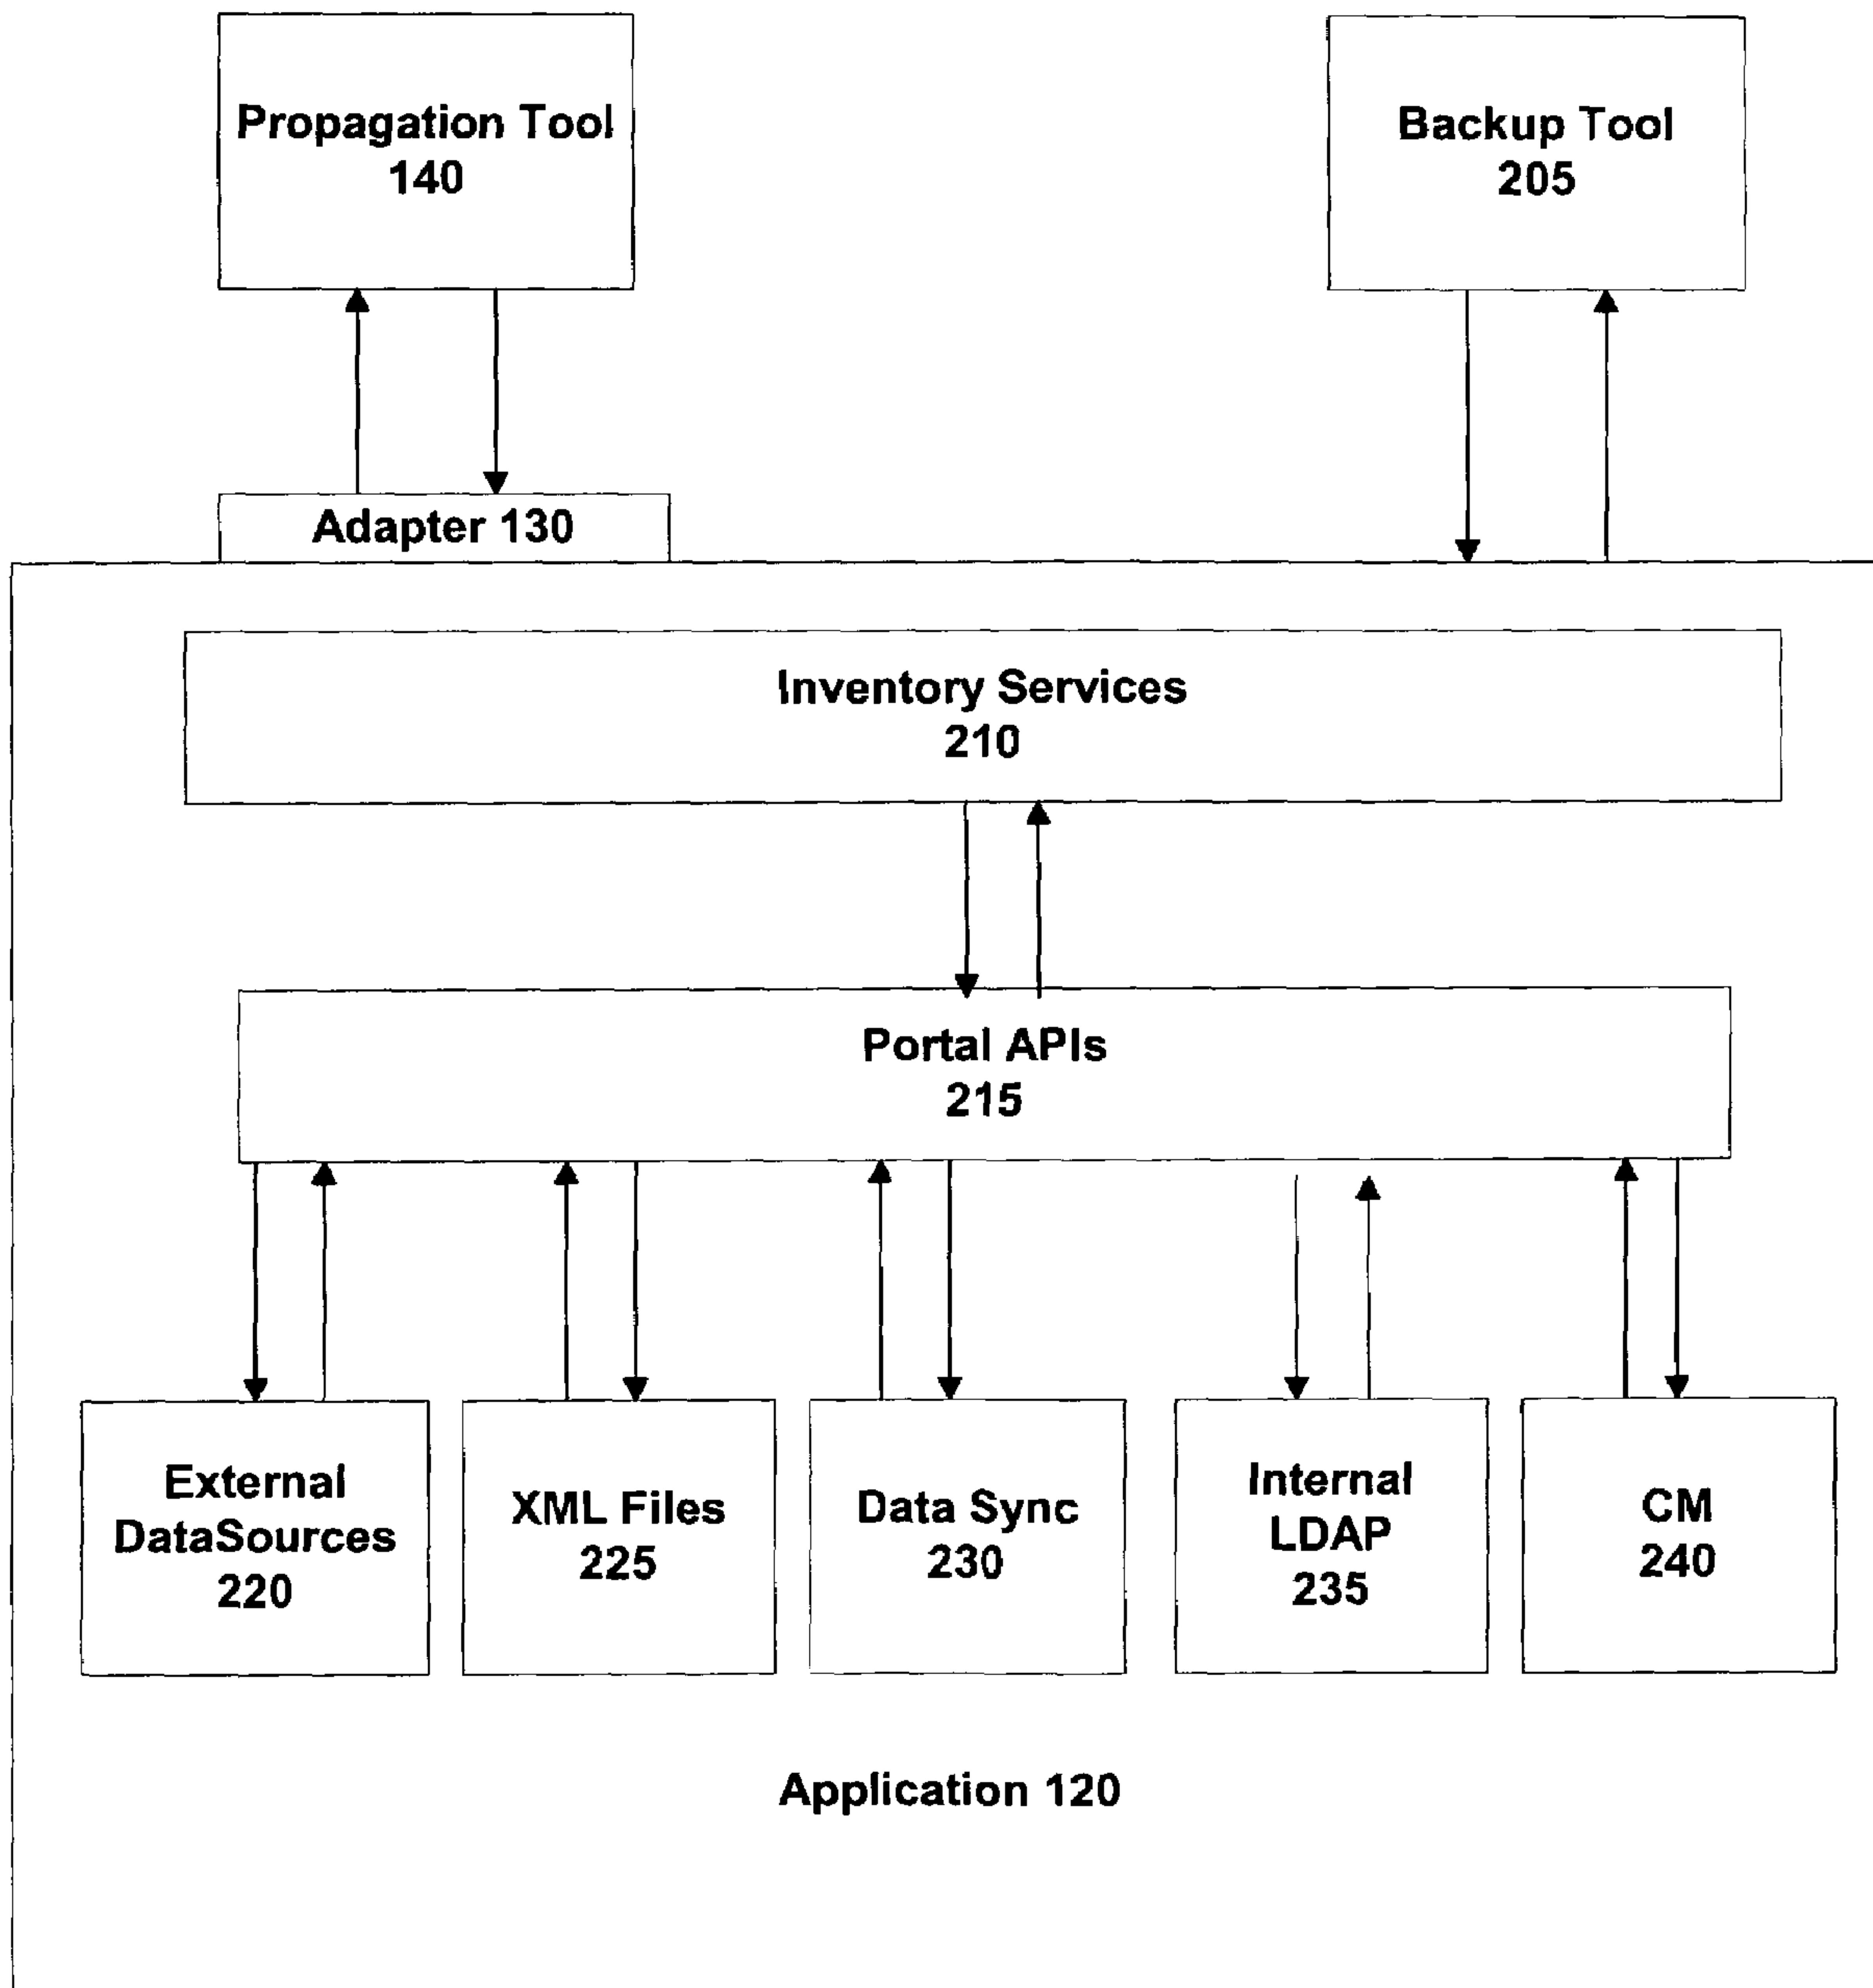 Propagation Tool
140
Backup Tool
205
Adapter 130
Inventory Services
210
Portal APIs
215
External
DataSources
220
XML Files
225
Data Sync
230
Internal
LDAP
235
CM
240
Application 120